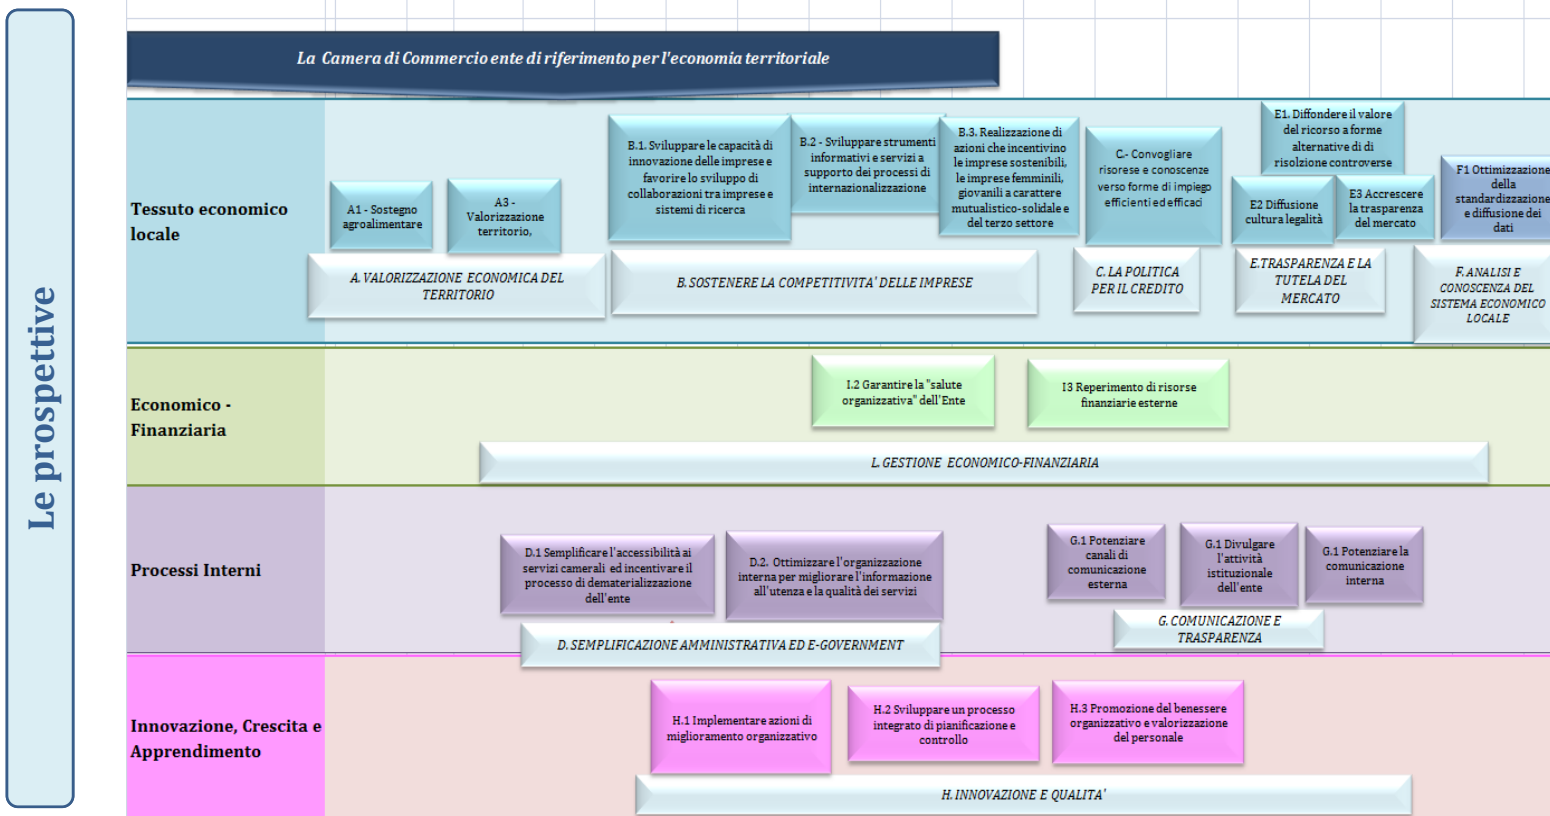 Le prospettive
La Camera di Commercio ente di riferimento per l'economia territoriale
Tessuto economico
locale
A1 - Sostegno
agroalimentare
A3 -
Valorizzazione
territorio,
B.1. Sviluppare le capacità di
innovazione delle imprese e
favorire lo sviluppo di
collaborazioni tra imprese e
sistemi di ricerca
B.2 - Sviluppare strumenti
informativi e servizi a
supporto dei processi di
internazionalizzazione
B.3. Realizzazione di
azioni che incentivino
le imprese sostenibili,
le imprese femminili,
giovanili a carattere
mutualistico-solidale e
del terzo settore
C.- Convogliare
risorese e conoscenze
verso forme di impiego
efficienti ed efficaci
E1. Diffondere il valore
del ricorso a forme
alternative di di
risolzione controverse
E2 Diffusione
cultura legalità
E3 Accrescere
la trasparenza
del mercato
F1 Ottimizzazione
della
standardizzazione
e diffusione dei
dati
A. VALORIZZAZIONE ECONOMICA DEL
TERRITORIO
B. SOSTENERE LA COMPETITIVITA' DELLE IMPRESE
C. LA POLITICA
PER IL CREDITO
E.TRASPARENZA E LA
TUTELA DEL
MERCATO
F. ANALISI E
CONOSCENZA DEL
SISTEMA ECONOMICO
LOCALE
Economico -
Finanziaria
I.2 Garantire la "salute
organizzativa" dell'Ente
I3 Reperimento di risorse
finanziarie esterne
L. GESTIONE ECONOMICO-FINANZIARIA
Processi Interni
D.1 Semplificare l'accessibilità ai
servizi camerali ed incentivare il
processo di dematerializzazione
dell'ente
D.2. Ottimizzare l'organizzazione
interna per migliorare l'informazione
all'utenza e la qualità dei servizi
G.1 Potenziare
canali di
comunicazione
esterna
G.1 Divulgare
l'attività
istituzionale
dell'ente
G.1 Potenziare la
comunicazione
interna
D. SEMPLIFICAZIONE AMMINISTRATIVA ED E-GOVERNMENT
G. COMUNICAZIONE E
TRASPARENZA
Innovazione, Crescita e
Apprendimento
H.1 Implementare azioni di
miglioramento organizzativo
H.2 Sviluppare un processo
integrato di pianificazione e
controllo
H.3 Promozione del benessere
organizzativo e valorizzazione
del personale
H. INNOVAZIONE E QUALITA'